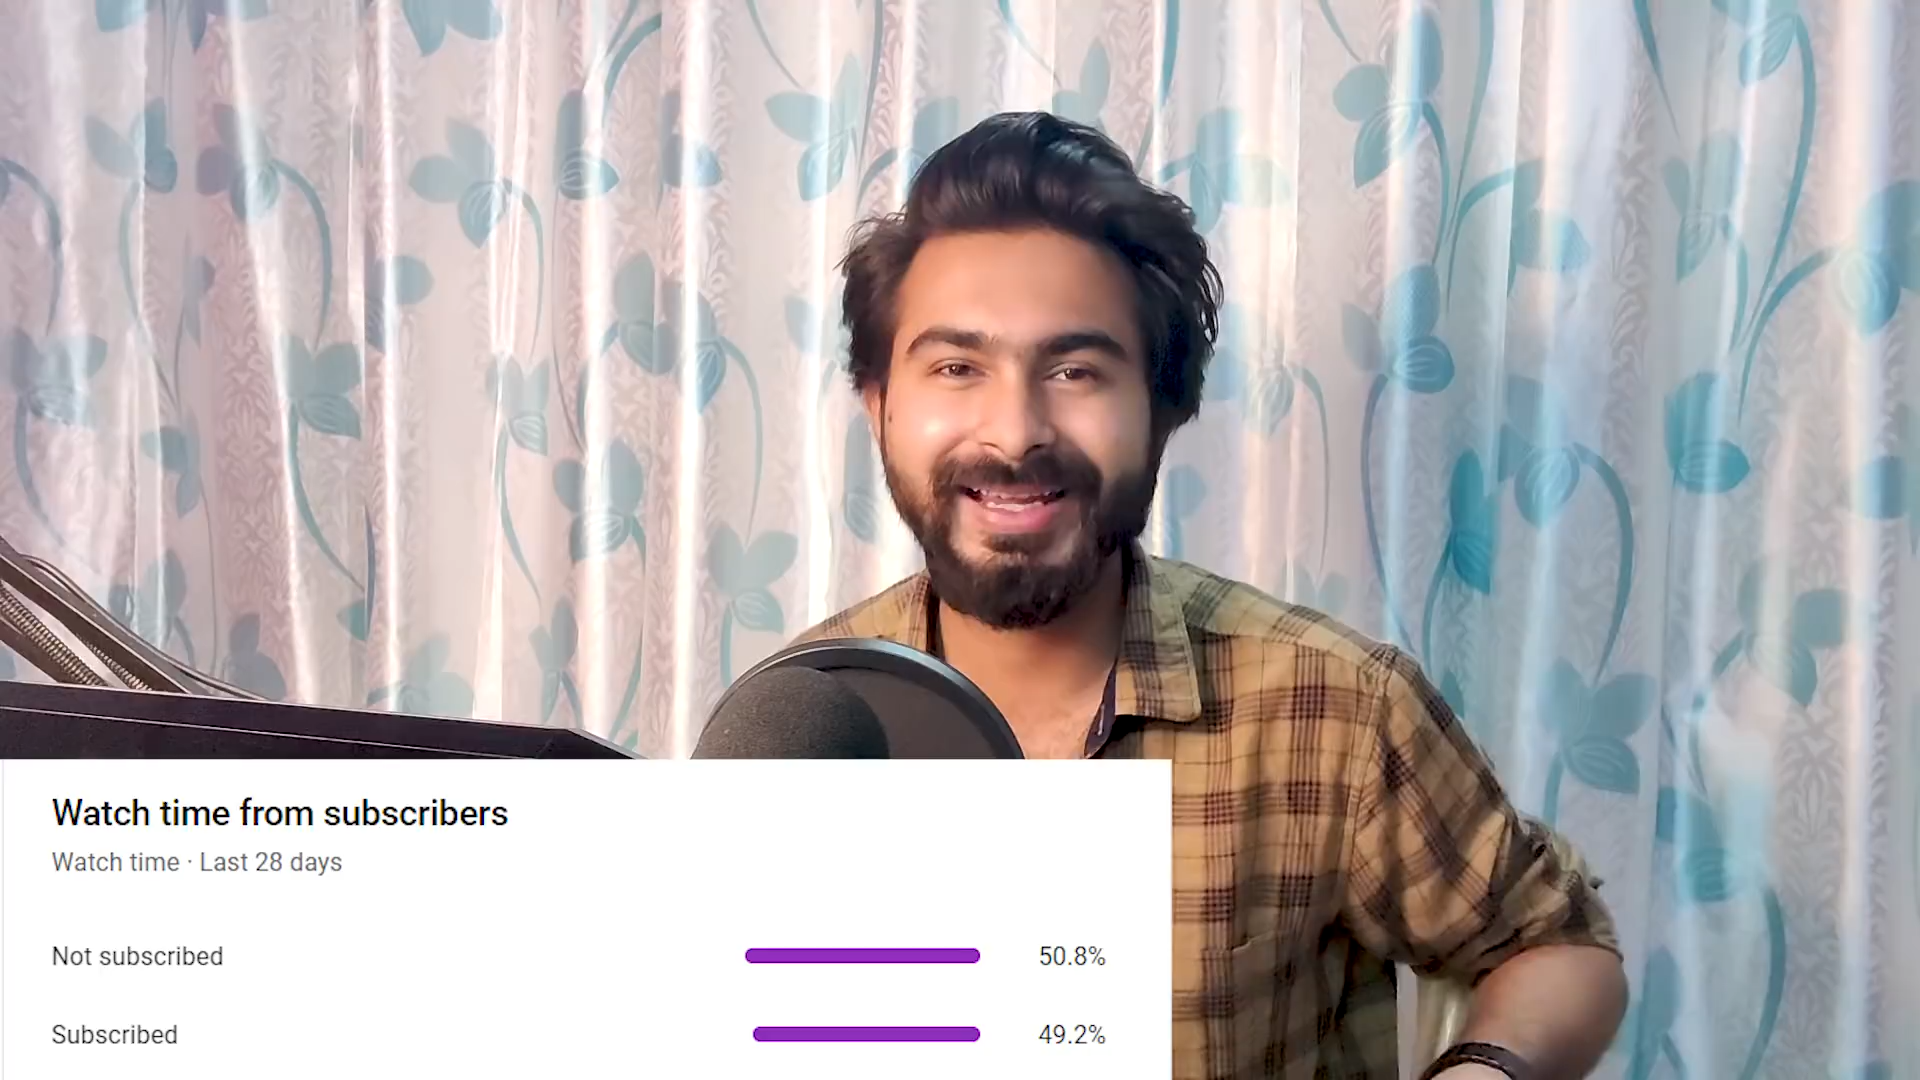 Watch time from subscribers
Watch time · Last 28 days
Not subscribed 50.8%
Subscribed 49.2%